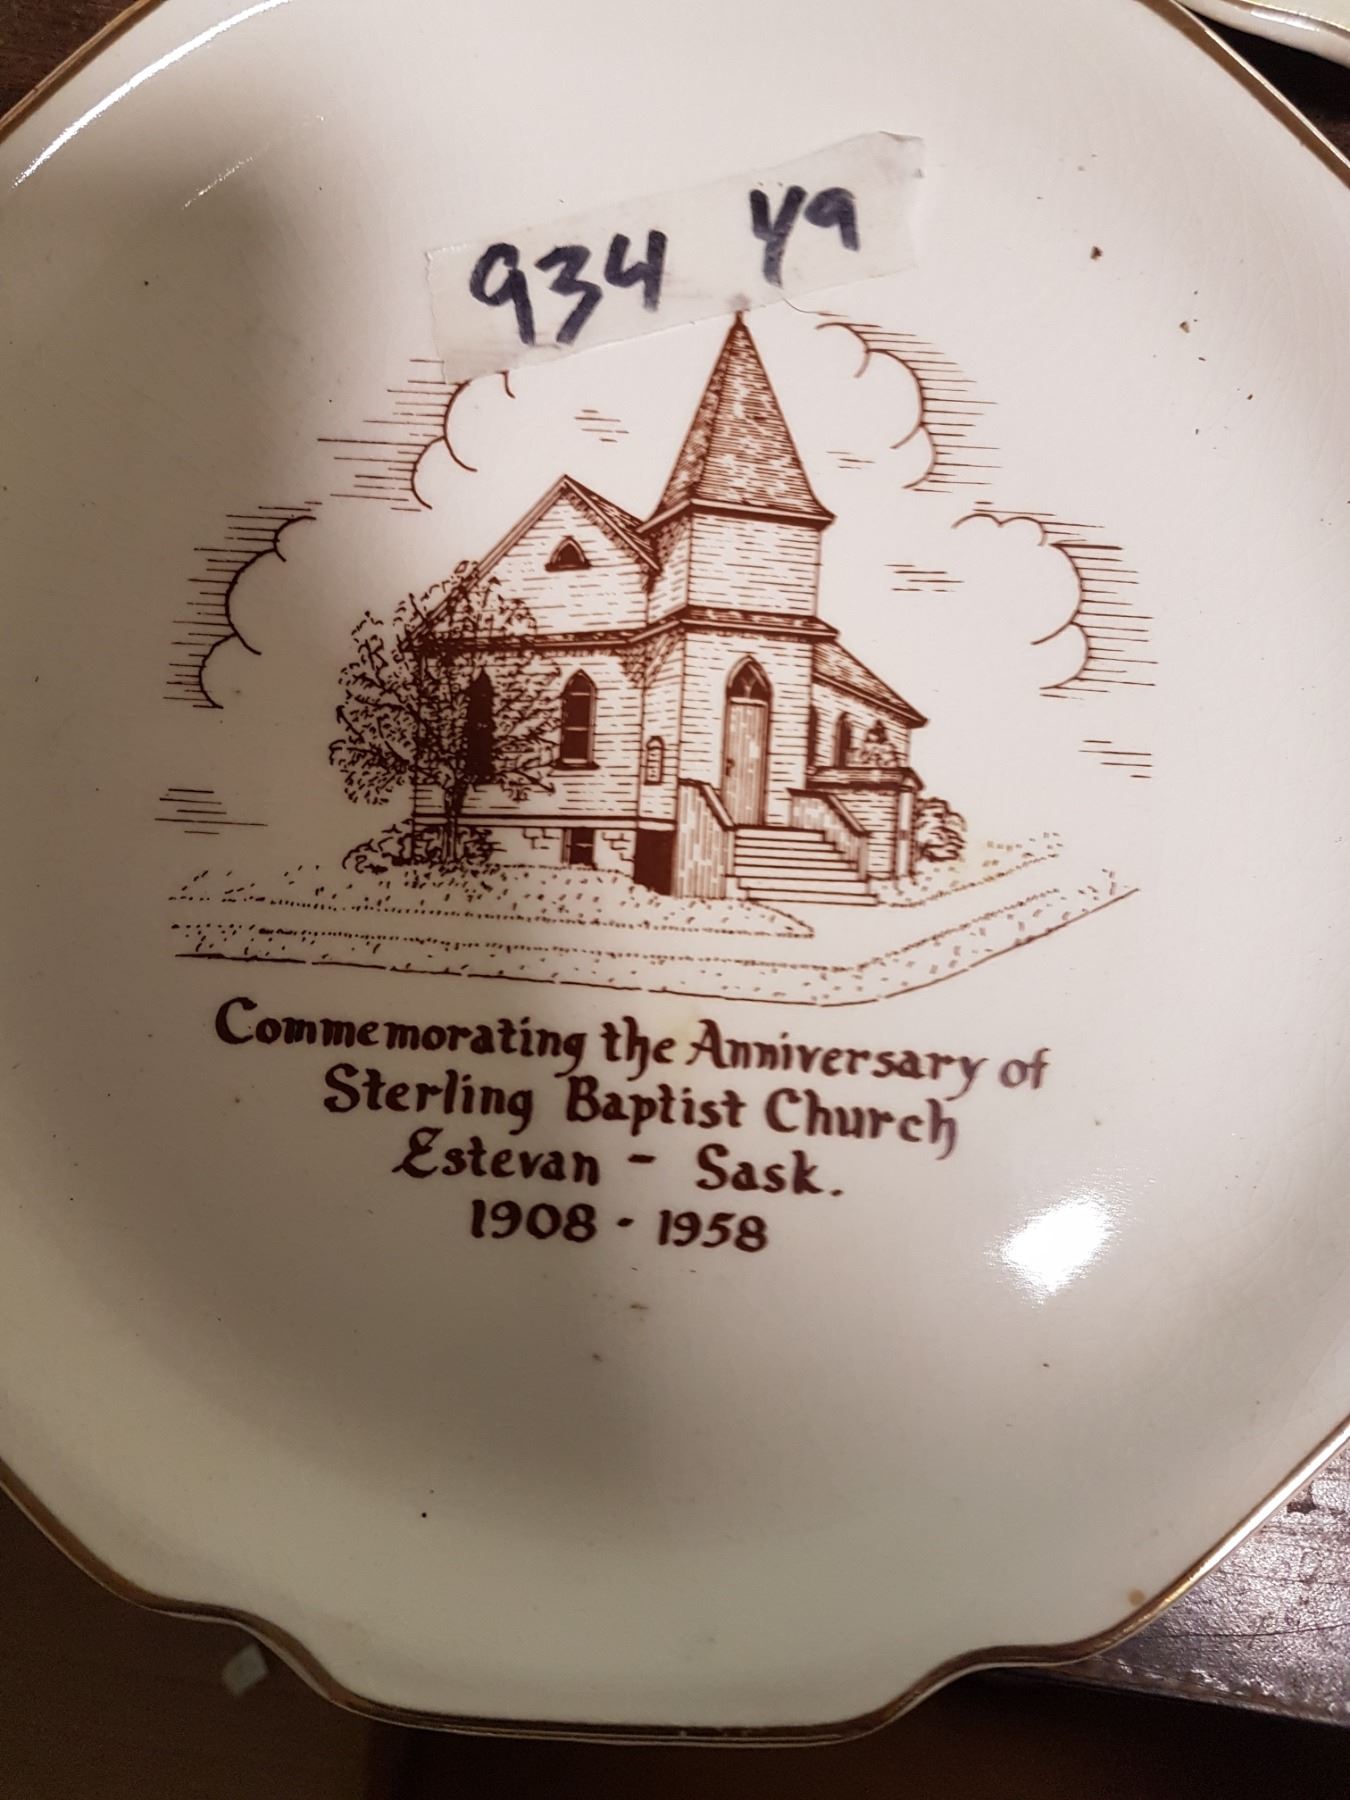 934 49
Commemorating the Anniversary of
Sterling Baptist Church
Estevan - Sask.
1908 - 1958